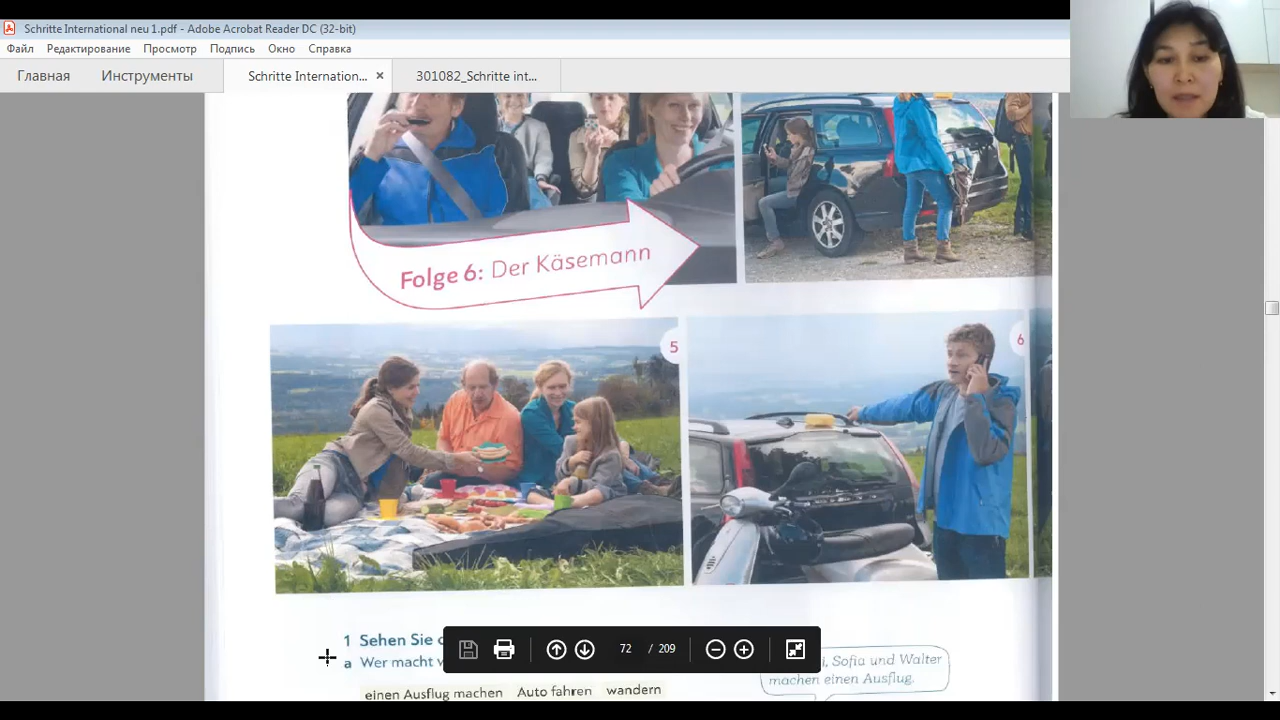 Schritte International neu 1.pdf - Adobe Acrobat Reader DC (32-bit)
Файл Редактирование Просмотр Подпись Окно Справка
Главная Инструменты Schritte Internation... × 301082_Schritte int...
Folge 6: Der Käsemann
5
6
1 Sehen Sie
a Wer macht
72 / 209
Sofia und Walter
machen einen Ausflug.
einen Ausflug machen Auto fahren wandern